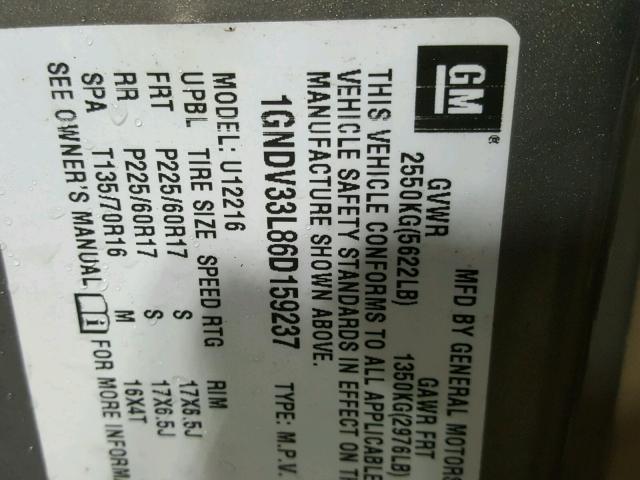 GM ®
MFD BY GENERAL MOTORS
GVWR GAWR FRT
2550KG(5622LB) 1350KG(2976LB)
THIS VEHICLE CONFORMS TO ALL APPLICABLE
VEHICLE SAFETY STANDARDS IN EFFECT ON
MANUFACTURE SHOWN ABOVE.
1GNDV33L86D159237 TYPE: M.P.V.
MODEL: U12216
UPBL TIRE SIZE SPEED RTG RIM
FRT P225/60R17 S 17X6.5J
RR P225/60R17 S 17X6.5J
SPA T135/70R16 M 16X4T
SEE OWNER'S MANUAL FOR MORE